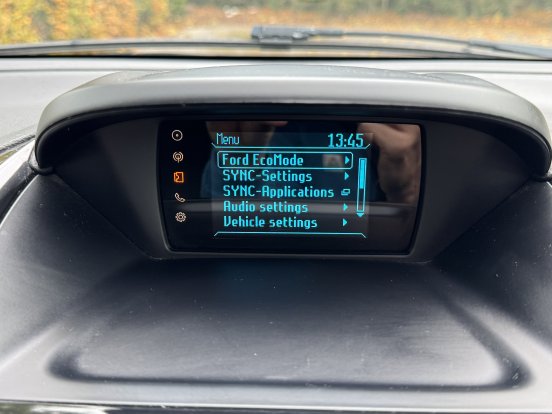 Menu 13:45
Ford EcoMode
SYNC-Settings
SYNC-Applications
Audio settings
Vehicle settings